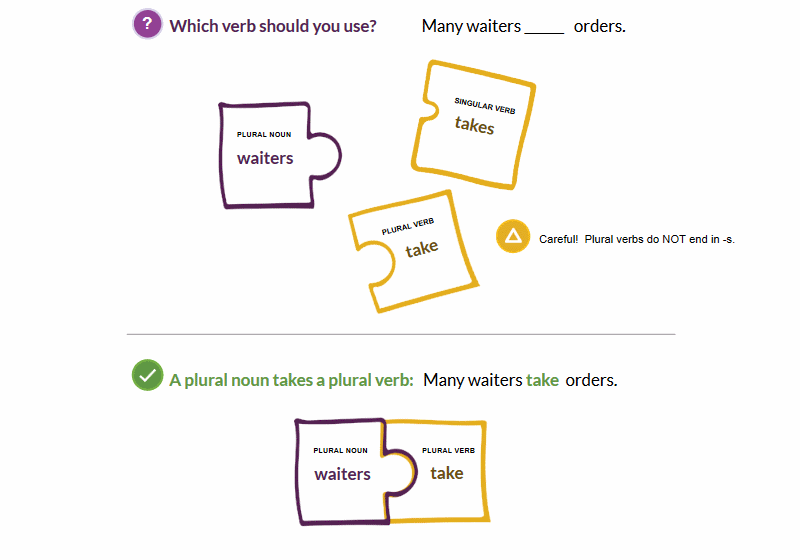 ? Which verb should you use? Many waiters _____ orders.
SINGULAR VERB
takes
PLURAL NOUN
waiters
PLURAL VERB
take
Careful! Plural verbs do NOT end in -s.
A plural noun takes a plural verb: Many waiters take orders.
PLURAL NOUN PLURAL VERB
waiters take